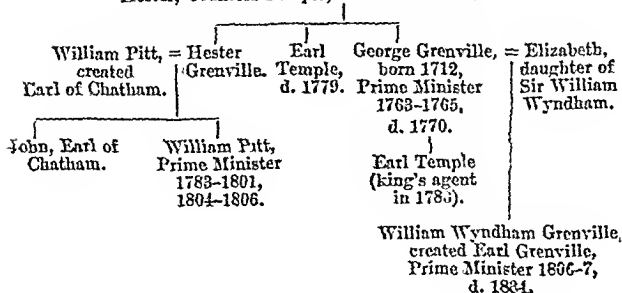 William Pitt, = Hester
created Grenville.
Earl of Chatham.
Earl
Temple,
d. 1779.
George Grenville, = Elizabeth,
born 1712,
Prime Minister
1763-1765,
d. 1770.
daughter of
Sir William
Wyndham.
John, Earl of
Chatham.
William Pitt,
Prime Minister
1783-1801,
1804-1806.
Earl Temple
(king's agent
in 1783).
William Wyndham Grenville,
created Earl Grenville,
Prime Minister 1806-7,
d. 1834.